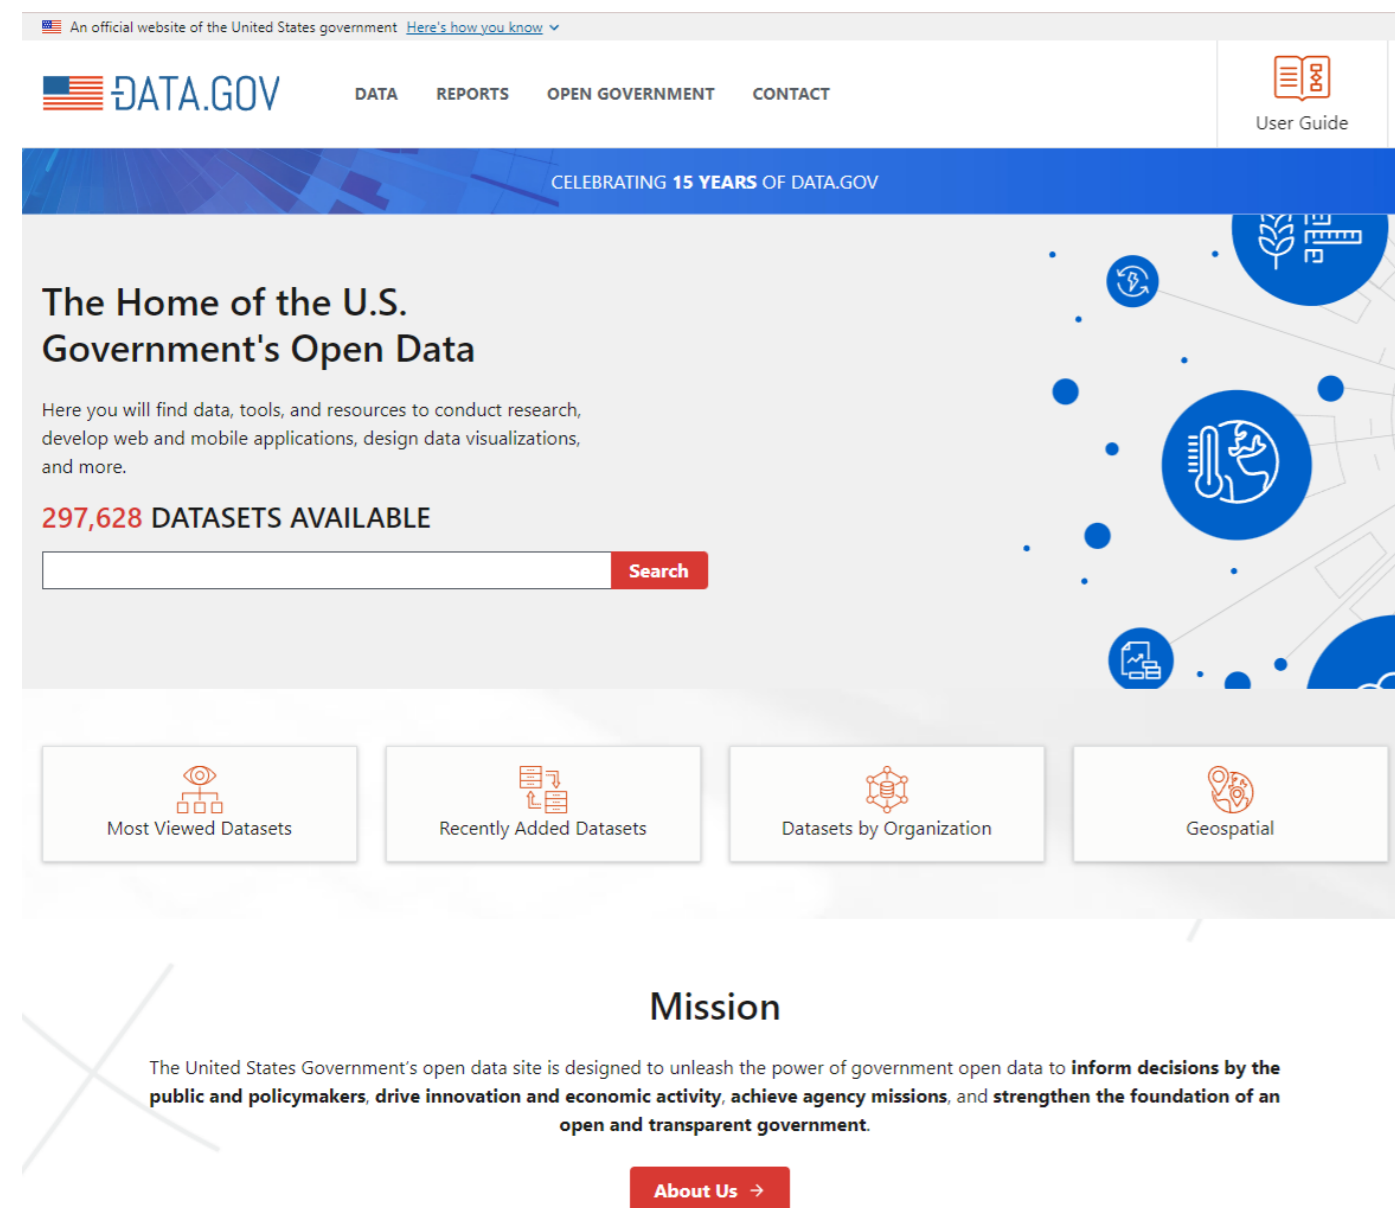 An official website of the United States government Here's how you know
DATA.GOV
DATA REPORTS OPEN GOVERNMENT CONTACT
User Guide
CELEBRATING 15 YEARS OF DATA.GOV
The Home of the U.S.
Government's Open Data
Here you will find data, tools, and resources to conduct research,
develop web and mobile applications, design data visualizations,
and more.
297,628 DATASETS AVAILABLE
Search
Most Viewed Datasets
Recently Added Datasets
Datasets by Organization
Geospatial
Mission
The United States Government’s open data site is designed to unleash the power of government open data to inform decisions by the
public and policymakers, drive innovation and economic activity, achieve agency missions, and strengthen the foundation of an
open and transparent government.
About Us →